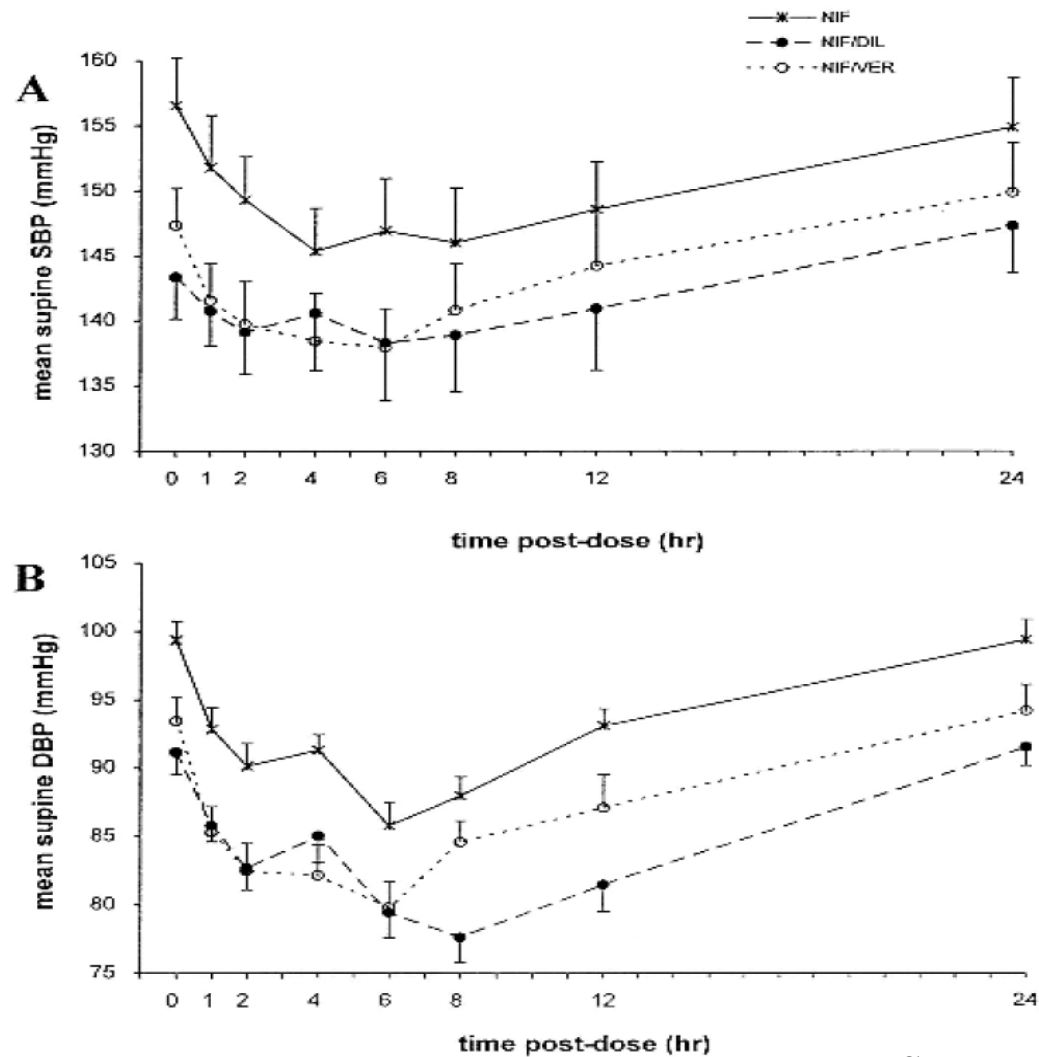 NIF
NIF/DIL
NIF/VER
A
mean supine SBP (mmHg)
160
155
150
145
140
135
130
0 1 2 4 6 8 12 24
time post-dose (hr)
B
mean supine DBP (mmHg)
105
100
95
90
85
80
75
0 1 2 4 6 8 12 24
time post-dose (hr)